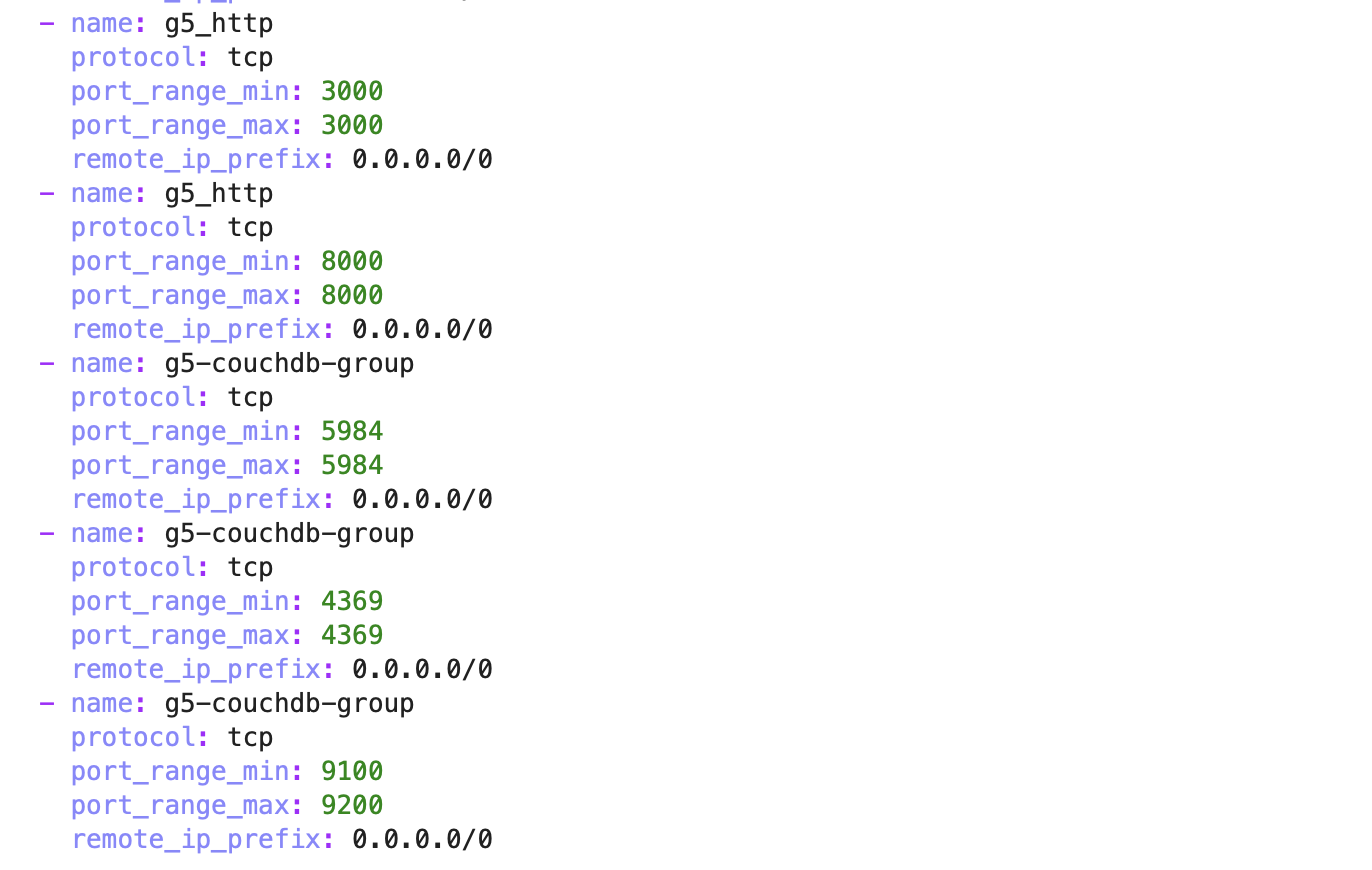 - name: g5_http
  protocol: tcp
  port_range_min: 3000
  port_range_max: 3000
  remote_ip_prefix: 0.0.0.0/0
- name: g5_http
  protocol: tcp
  port_range_min: 8000
  port_range_max: 8000
  remote_ip_prefix: 0.0.0.0/0
- name: g5-couchdb-group
  protocol: tcp
  port_range_min: 5984
  port_range_max: 5984
  remote_ip_prefix: 0.0.0.0/0
- name: g5-couchdb-group
  protocol: tcp
  port_range_min: 4369
  port_range_max: 4369
  remote_ip_prefix: 0.0.0.0/0
- name: g5-couchdb-group
  protocol: tcp
  port_range_min: 9100
  port_range_max: 9200
  remote_ip_prefix: 0.0.0.0/0